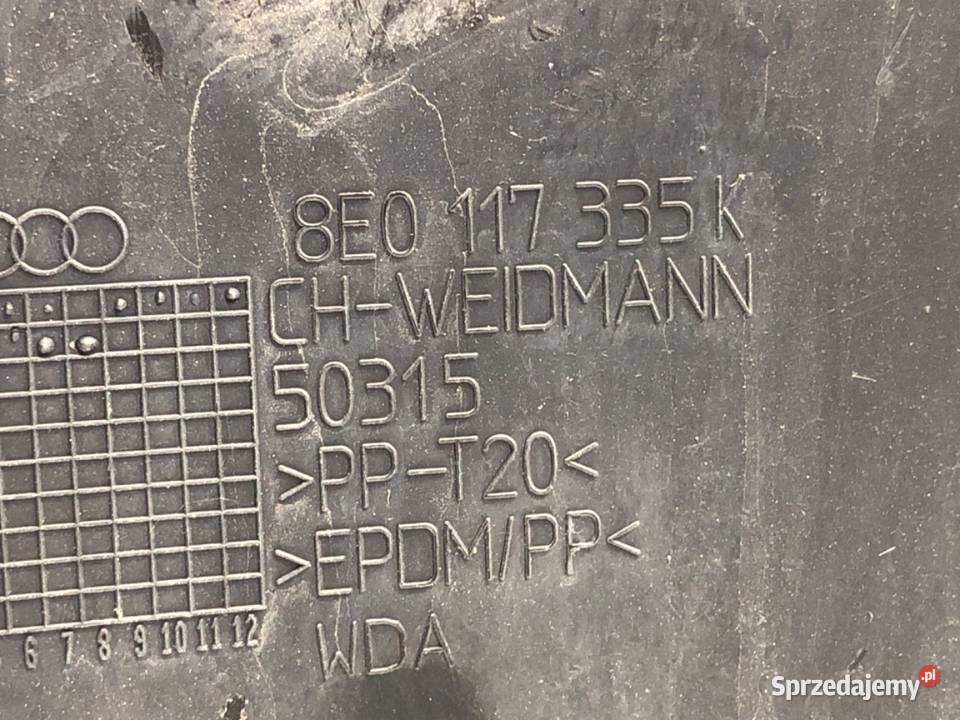 8E0 117 335 K
CH-WEIDMANN
50315
>PP-T20<
>EPDM/PP<
WDA
6 7 8 9 10 11 12
Sprzedajemy.pl